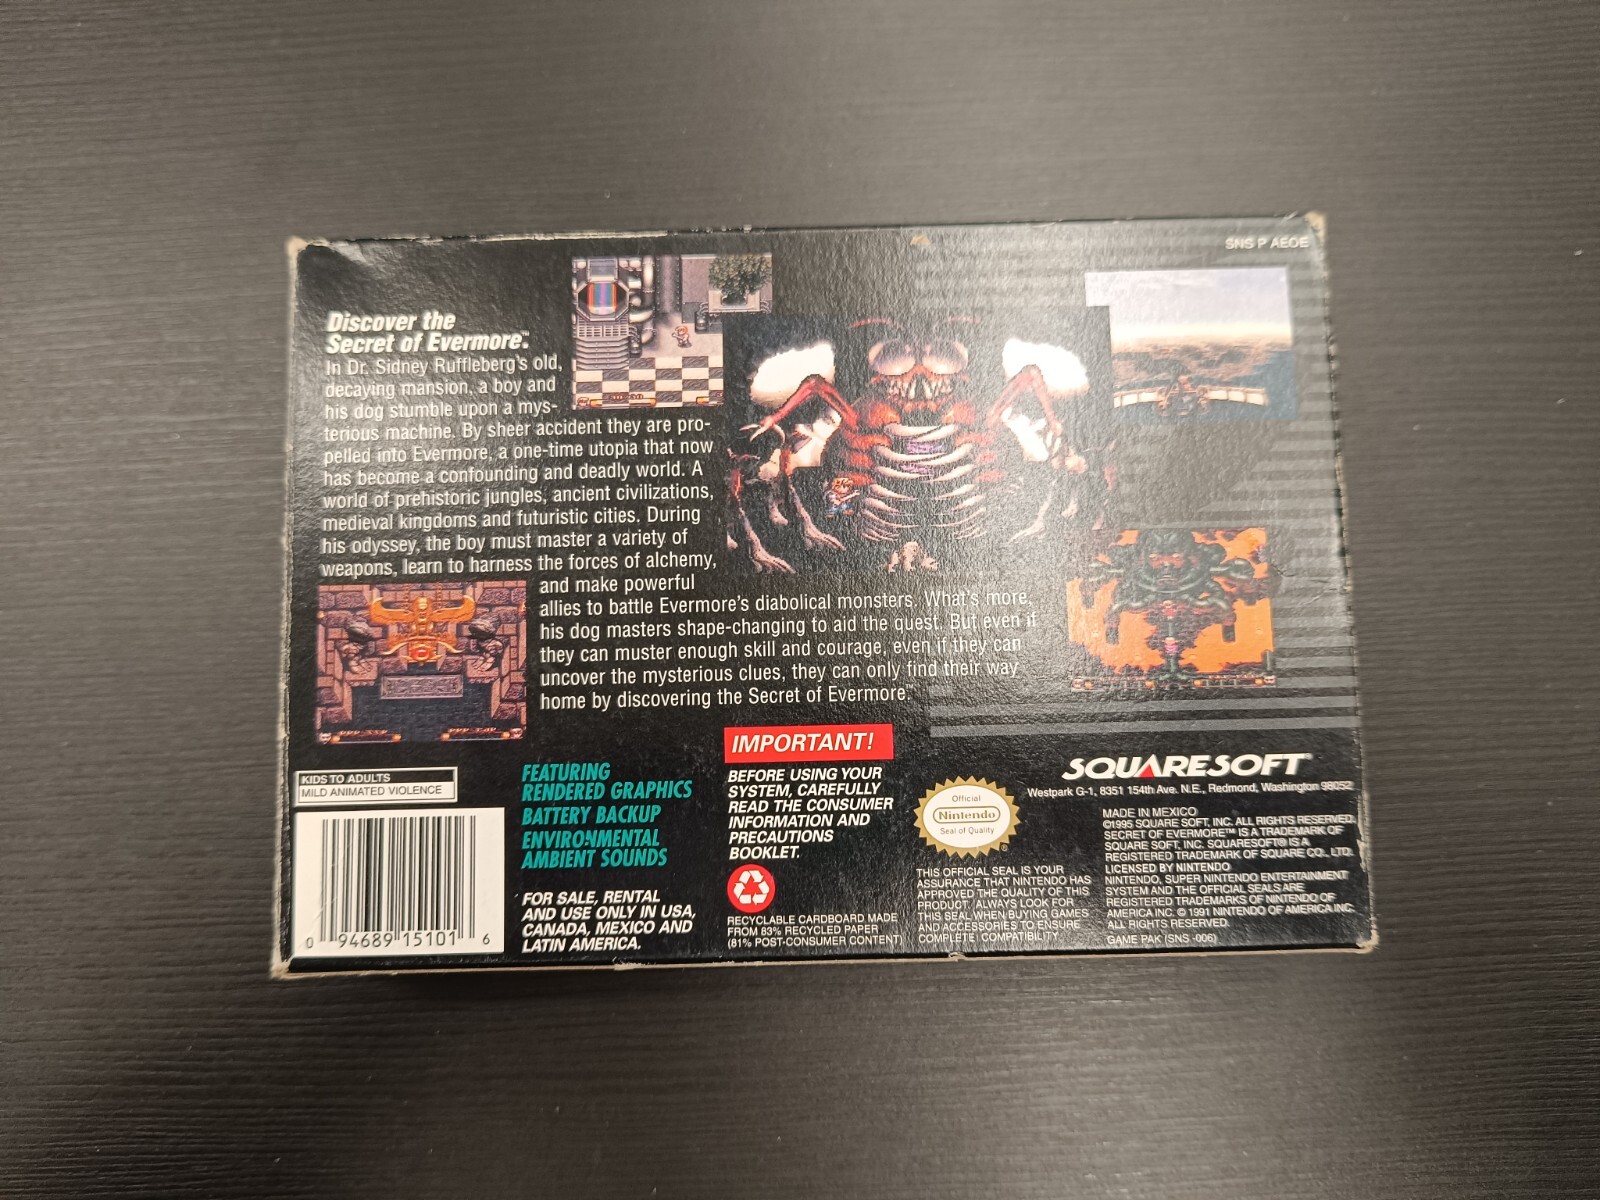 SNS P AEOE
Discover the
Secret of Evermore.™
In Dr. Sidney Ruffleberg's old,
decaying mansion, a boy and
his dog stumble upon a mys-
terious machine. By sheer accident they are pro-
pelled into Evermore, a one-time utopia that now
has become a confounding and deadly world. A
world of prehistoric jungles, ancient civilizations,
medieval kingdoms and futuristic cities. During
his odyssey, the boy must master a variety of
weapons, learn to harness the forces of alchemy,
and make powerful
allies to battle Evermore's diabolical monsters. What's more,
his dog masters shape-changing to aid the quest. But even if
they can muster enough skill and courage, even if they can
uncover the mysterious clues, they can only find their way
home by discovering the Secret of Evermore.™
KIDS TO ADULTS
MILD ANIMATED VIOLENCE
0 94689 15101 6
FEATURING
RENDERED GRAPHICS
BATTERY BACKUP
ENVIRONMENTAL
AMBIENT SOUNDS
FOR SALE, RENTAL
AND USE ONLY IN USA,
CANADA, MEXICO AND
LATIN AMERICA.
IMPORTANT!
BEFORE USING YOUR
SYSTEM, CAREFULLY
READ THE CONSUMER
INFORMATION AND
PRECAUTIONS
BOOKLET.
RECYCLABLE CARDBOARD MADE
FROM 83% RECYCLED PAPER
(81% POST-CONSUMER CONTENT)
Official
Nintendo
Seal of Quality
®
THIS OFFICIAL SEAL IS YOUR
ASSURANCE THAT NINTENDO HAS
APPROVED THE QUALITY OF THIS
PRODUCT. ALWAYS LOOK FOR
THIS SEAL WHEN BUYING GAMES
AND ACCESSORIES TO ENSURE
COMPLETE COMPATIBILITY.
SQUARESOFT®
Westpark G-1, 8351 154th Ave. N.E., Redmond, Washington 98052
MADE IN MEXICO
©1995 SQUARE SOFT, INC. ALL RIGHTS RESERVED.
SECRET OF EVERMORE™ IS A TRADEMARK OF
SQUARE SOFT, INC. SQUARESOFT® IS A
REGISTERED TRADEMARK OF SQUARE CO., LTD.
LICENSED BY NINTENDO
NINTENDO, SUPER NINTENDO ENTERTAINMENT
SYSTEM AND THE OFFICIAL SEALS ARE
REGISTERED TRADEMARKS OF NINTENDO OF
AMERICA INC. © 1991 NINTENDO OF AMERICA INC.
ALL RIGHTS RESERVED.
GAME PAK (SNS -006)